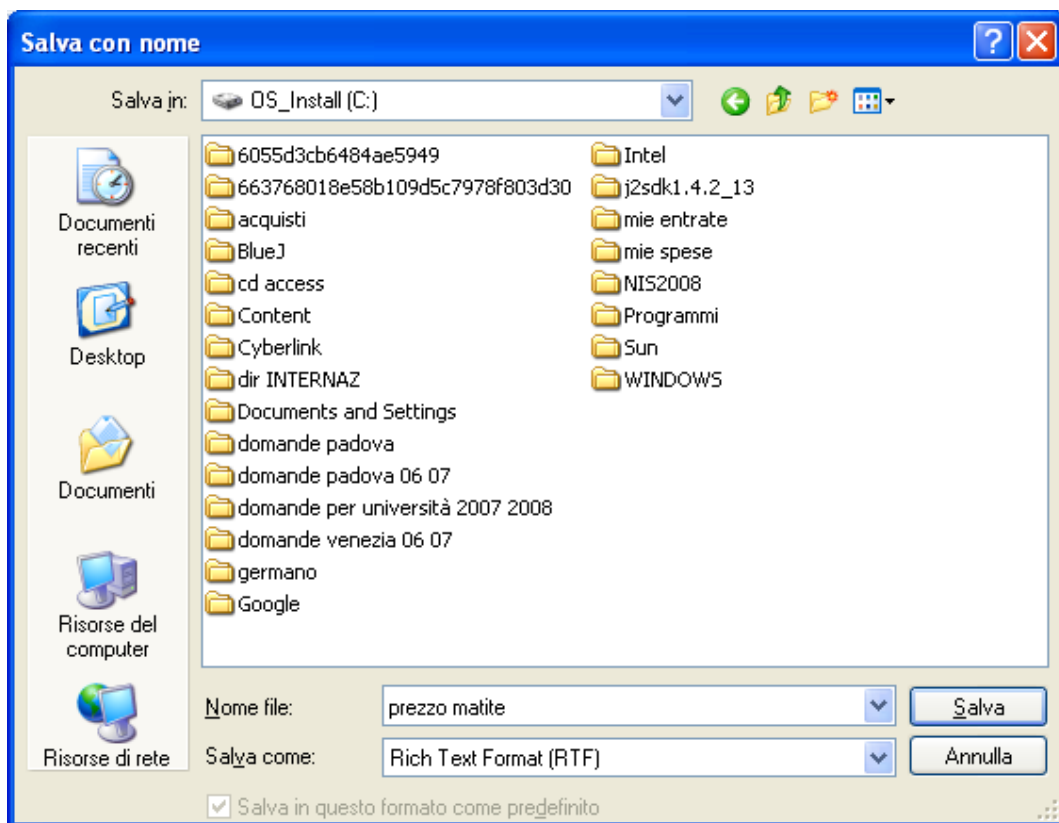 Salva con nome
Salva in:
OS_Install (C:)
Documenti
recenti
Desktop
Documenti
Risorse del
computer
Risorse di rete
6055d3cb6484ae5949
663768018e58b109d5c7978f803d30
acquisti
BlueJ
cd access
Content
Cyberlink
dir INTERNAZ
Documents and Settings
domande padova
domande padova 06 07
domande per università 2007 2008
domande venezia 06 07
germano
Google
Intel
j2sdk1.4.2_13
mie entrate
mie spese
NIS2008
Programmi
Sun
WINDOWS
Nome file:
prezzo matite
Salva
Salva come:
Rich Text Format (RTF)
Annulla
Salva in questo formato come predefinito